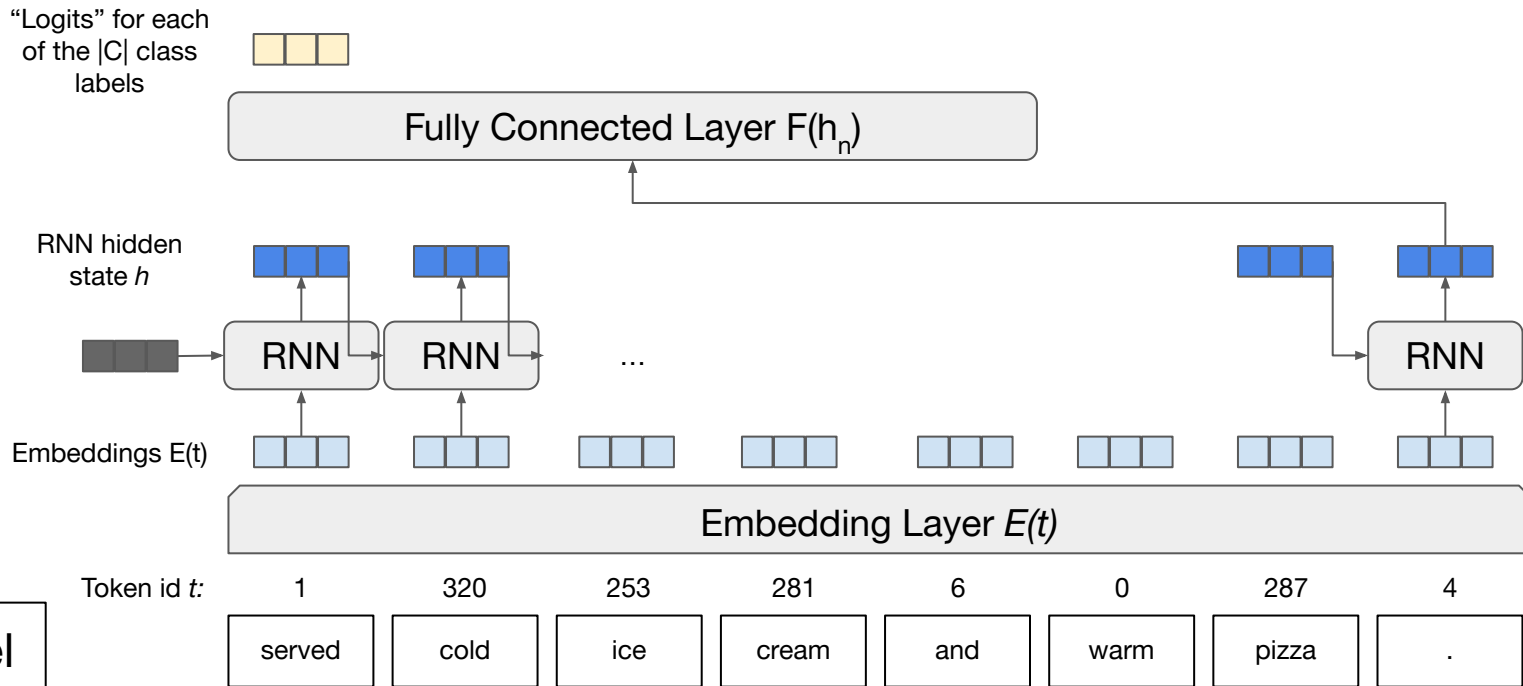 “Logits” for each
of the |C| class
labels
Fully Connected Layer F(hn)
RNN hidden
state h
RNN
RNN
...
RNN
Embeddings E(t)
Embedding Layer E(t)
Token id t:
1
320
253
281
6
0
287
4
el
served
cold
ice
cream
and
warm
pizza
.